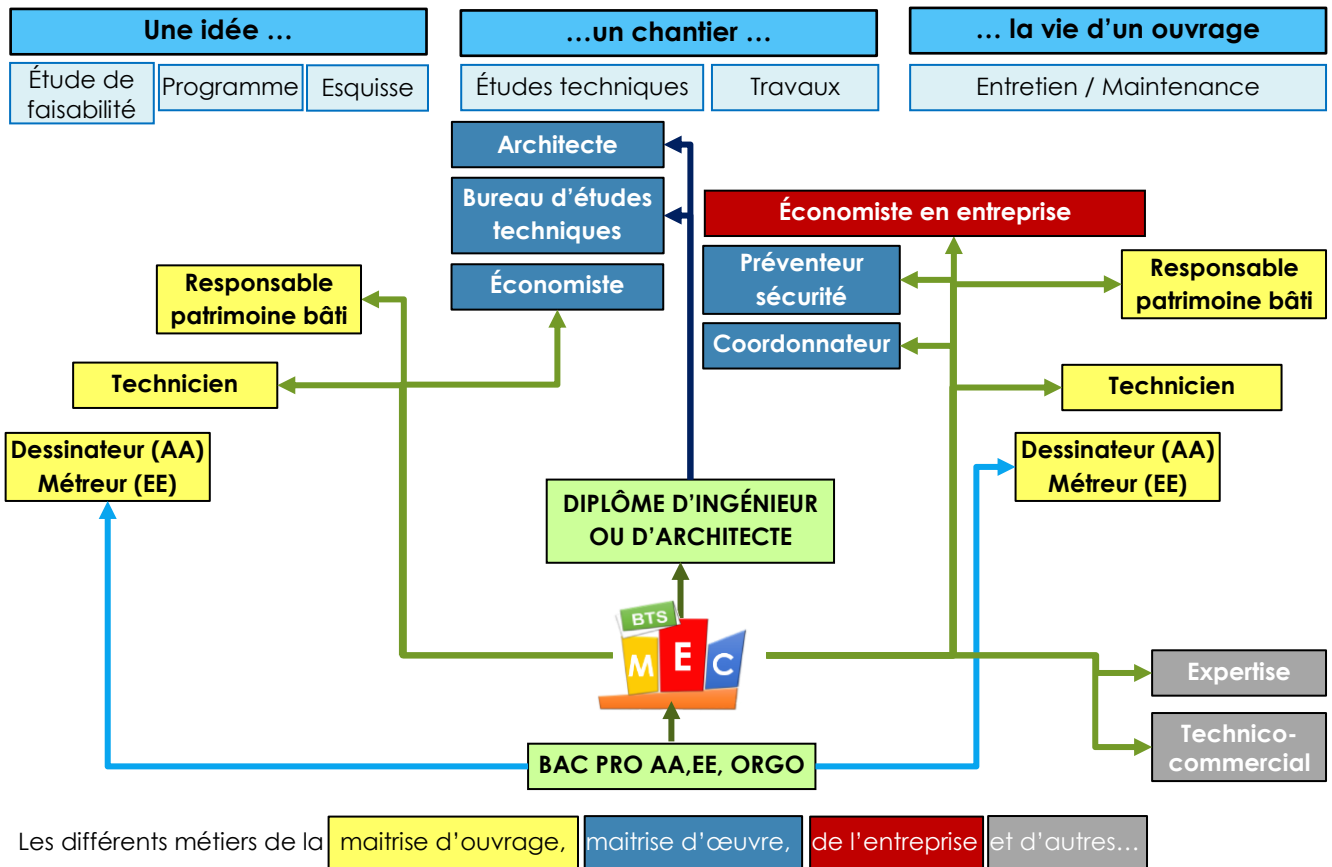 Une idée …
…un chantier …
… la vie d'un ouvrage
Étude de
faisabilité
Programme
Esquisse
Études techniques
Travaux
Entretien / Maintenance
Architecte
Bureau d'études
techniques
Économiste
Économiste en entreprise
Préventeur
sécurité
Coordonnateur
Responsable
patrimoine bâti
Technicien
Dessinateur (AA)
Métreur (EE)
Responsable
patrimoine bâti
Technicien
Dessinateur (AA)
Métreur (EE)
DIPLÔME D'INGÉNIEUR
OU D'ARCHITECTE
BTS
MEC
Expertise
Technico-
commercial
BAC PRO AA,EE, ORGO
Les différents métiers de la maitrise d'ouvrage, maitrise d'œuvre, de l'entreprise et d'autres…